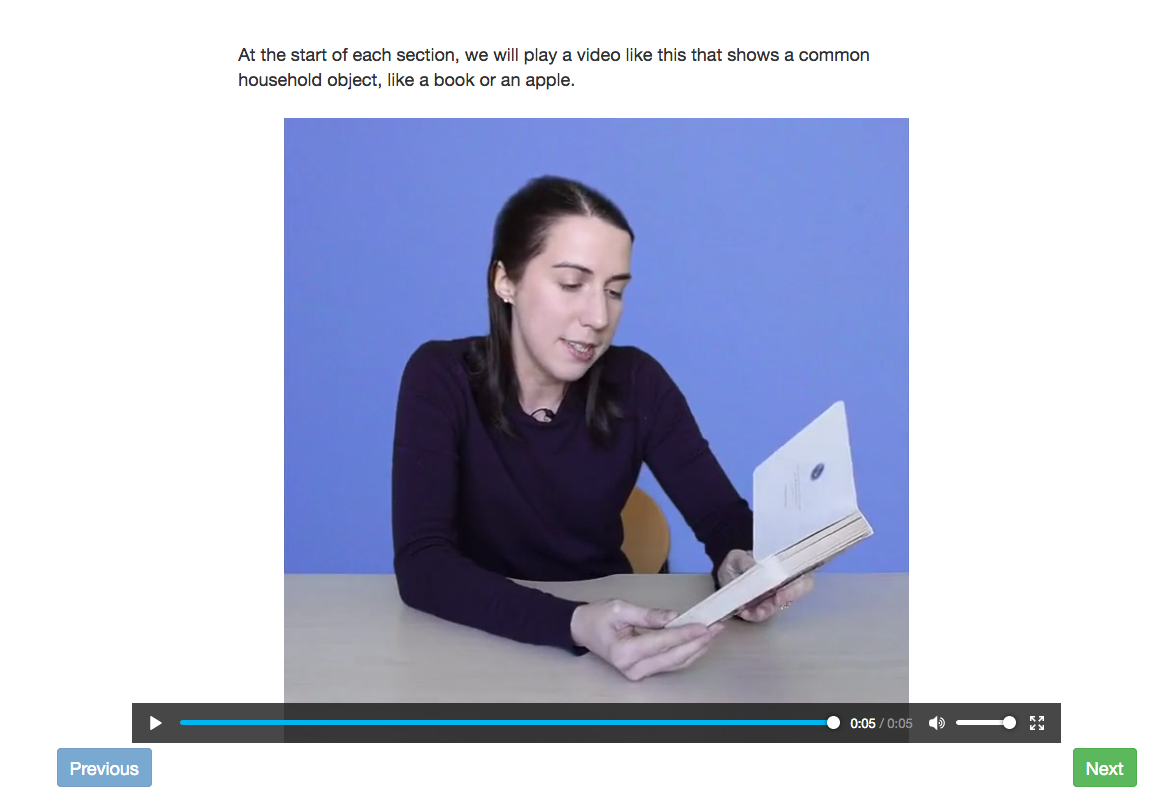 At the start of each section, we will play a video like this that shows a common
household object, like a book or an apple.
0:05 / 0:05
Previous
Next